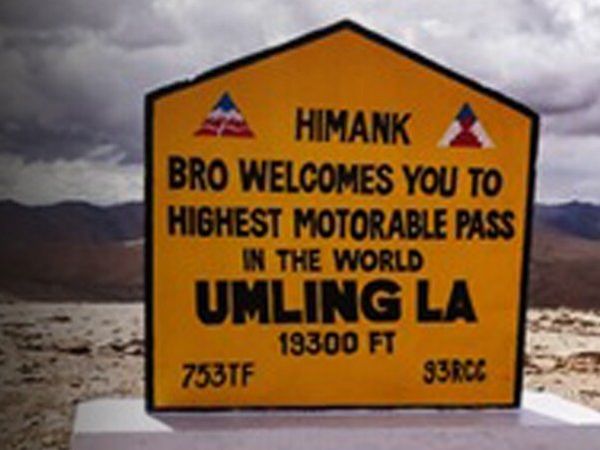 HIMANK
BRO WELCOMES YOU TO
HIGHEST MOTORABLE PASS
IN THE WORLD
UMLING LA
19300 FT
753TF 93RCC